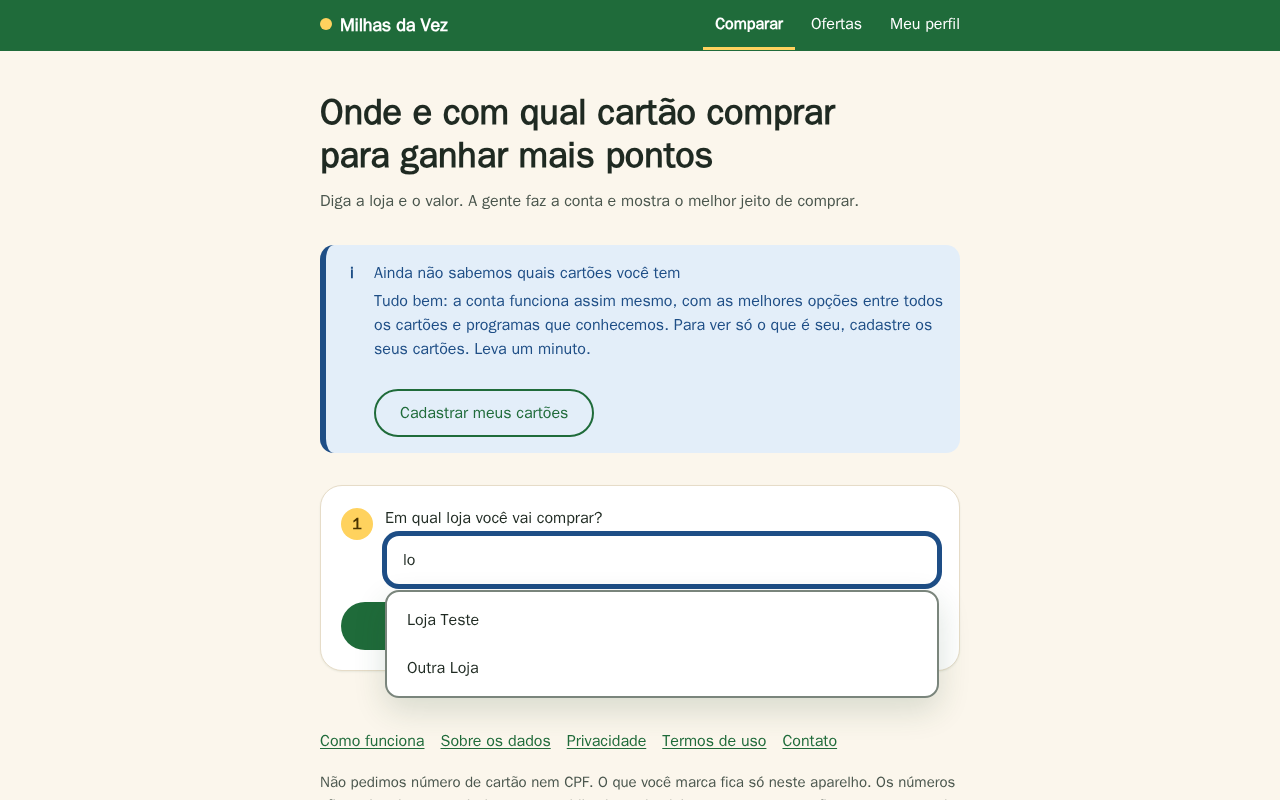 Milhas da Vez
Comparar
Ofertas
Meu perfil
Onde e com qual cartão comprar
para ganhar mais pontos
Diga a loja e o valor. A gente faz a conta e mostra o melhor jeito de comprar.
i
Ainda não sabemos quais cartões você tem
Tudo bem: a conta funciona assim mesmo, com as melhores opções entre todos
os cartões e programas que conhecemos. Para ver só o que é seu, cadastre os
seus cartões. Leva um minuto.
Cadastrar meus cartões
1
Em qual loja você vai comprar?
lo
Loja Teste
Outra Loja
Como funciona
Sobre os dados
Privacidade
Termos de uso
Contato
Não pedimos número de cartão nem CPF. O que você marca fica só neste aparelho. Os números